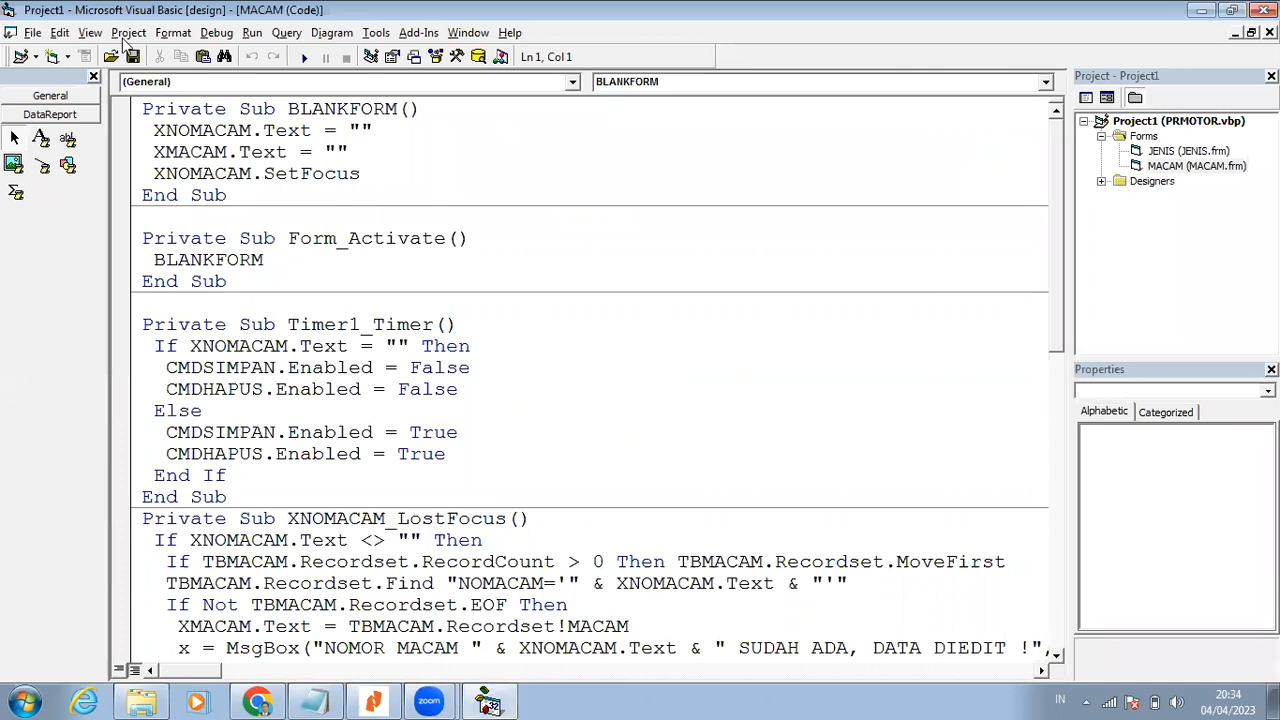 Project1 - Microsoft Visual Basic [design] - [MACAM (Code)]
File Edit View Project Format Debug Run Query Diagram Tools Add-Ins Window Help
Ln 1, Col 1
General
DataReport
(General) BLANKFORM
Private Sub BLANKFORM()
XNOMACAM.Text = ""
XMACAM.Text = ""
XNOMACAM.SetFocus
End Sub
Private Sub Form_Activate()
BLANKFORM
End Sub
Private Sub Timer1_Timer()
If XNOMACAM.Text = "" Then
CMDSIMPAN.Enabled = False
CMDHAPUS.Enabled = False
Else
CMDSIMPAN.Enabled = True
CMDHAPUS.Enabled = True
End If
End Sub
Private Sub XNOMACAM_LostFocus()
If XNOMACAM.Text <> "" Then
If TBMACAM.Recordset.RecordCount > 0 Then TBMACAM.Recordset.MoveFirst
TBMACAM.Recordset.Find "NOMACAM='" & XNOMACAM.Text & "'"
If Not TBMACAM.Recordset.EOF Then
XMACAM.Text = TBMACAM.Recordset!MACAM
x = MsgBox("NOMOR MACAM " & XNOMACAM.Text & " SUDAH ADA, DATA DIEDIT !",
Project - Project1
Project1 (PRMOTOR.vbp)
Forms
JENIS (JENIS.frm)
MACAM (MACAM.frm)
Designers
Properties
Alphabetic Categorized
zoom
32
IN
20:34
04/04/2023